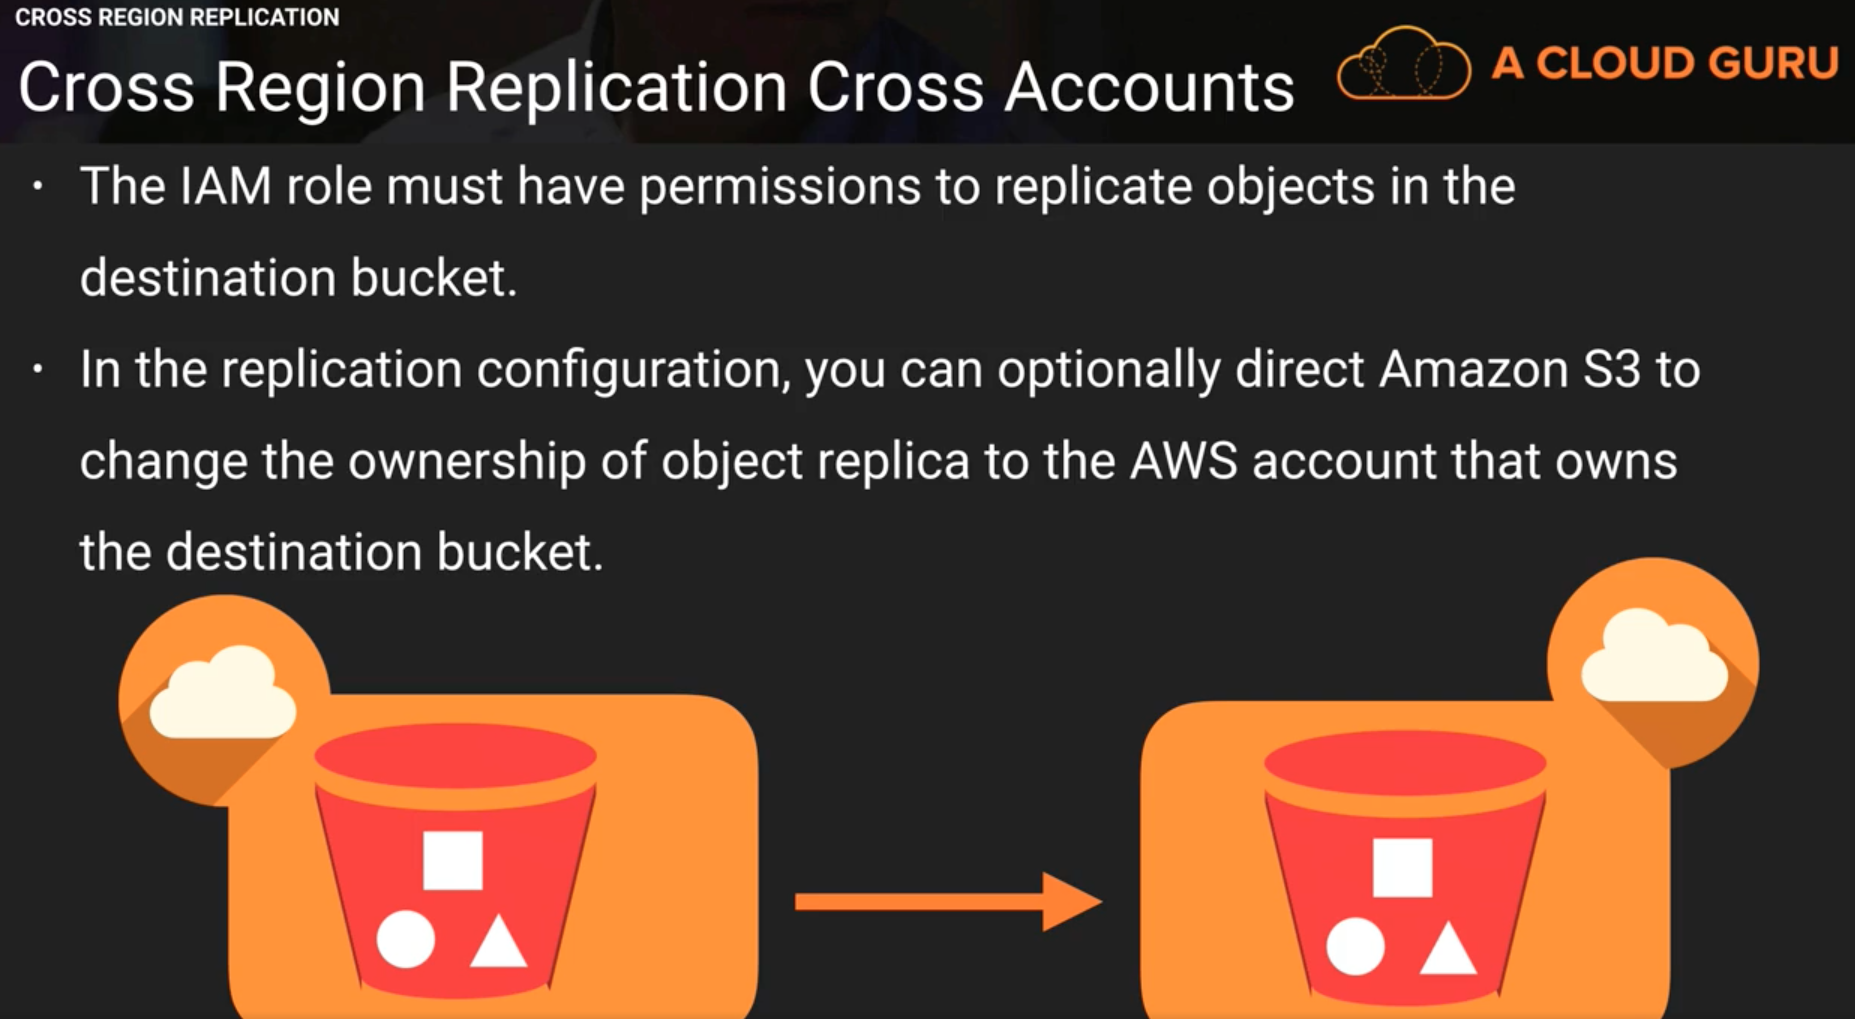 CROSS REGION REPLICATION
Cross Region Replication Cross Accounts
A CLOUD GURU
• The IAM role must have permissions to replicate objects in the
destination bucket.
• In the replication configuration, you can optionally direct Amazon S3 to
change the ownership of object replica to the AWS account that owns
the destination bucket.